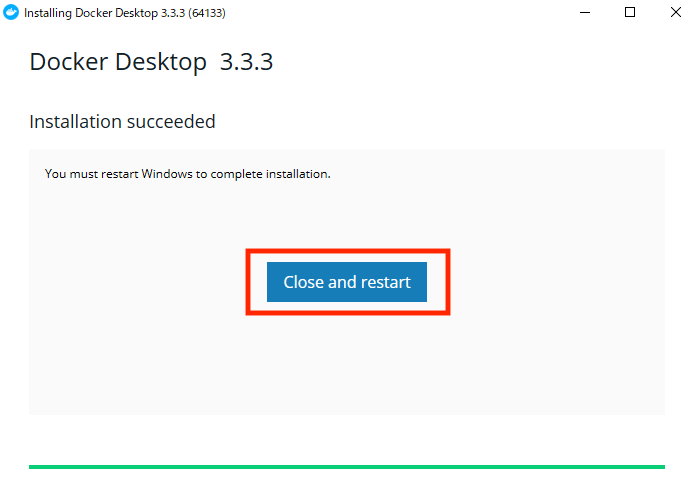 Installing Docker Desktop 3.3.3 (64133)
Docker Desktop  3.3.3
Installation succeeded
You must restart Windows to complete installation.
Close and restart